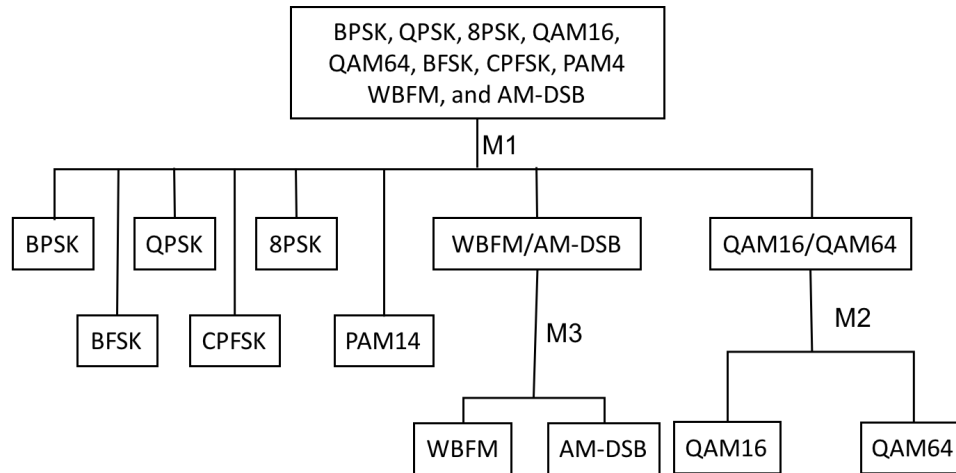 BPSK, QPSK, 8PSK, QAM16,
QAM64, BFSK, CPFSK, PAM4
WBFM, and AM-DSB
M1
BPSK
QPSK
8PSK
WBFM/AM-DSB
QAM16/QAM64
BFSK
CPFSK
PAM14
M3
M2
WBFM
AM-DSB
QAM16
QAM64